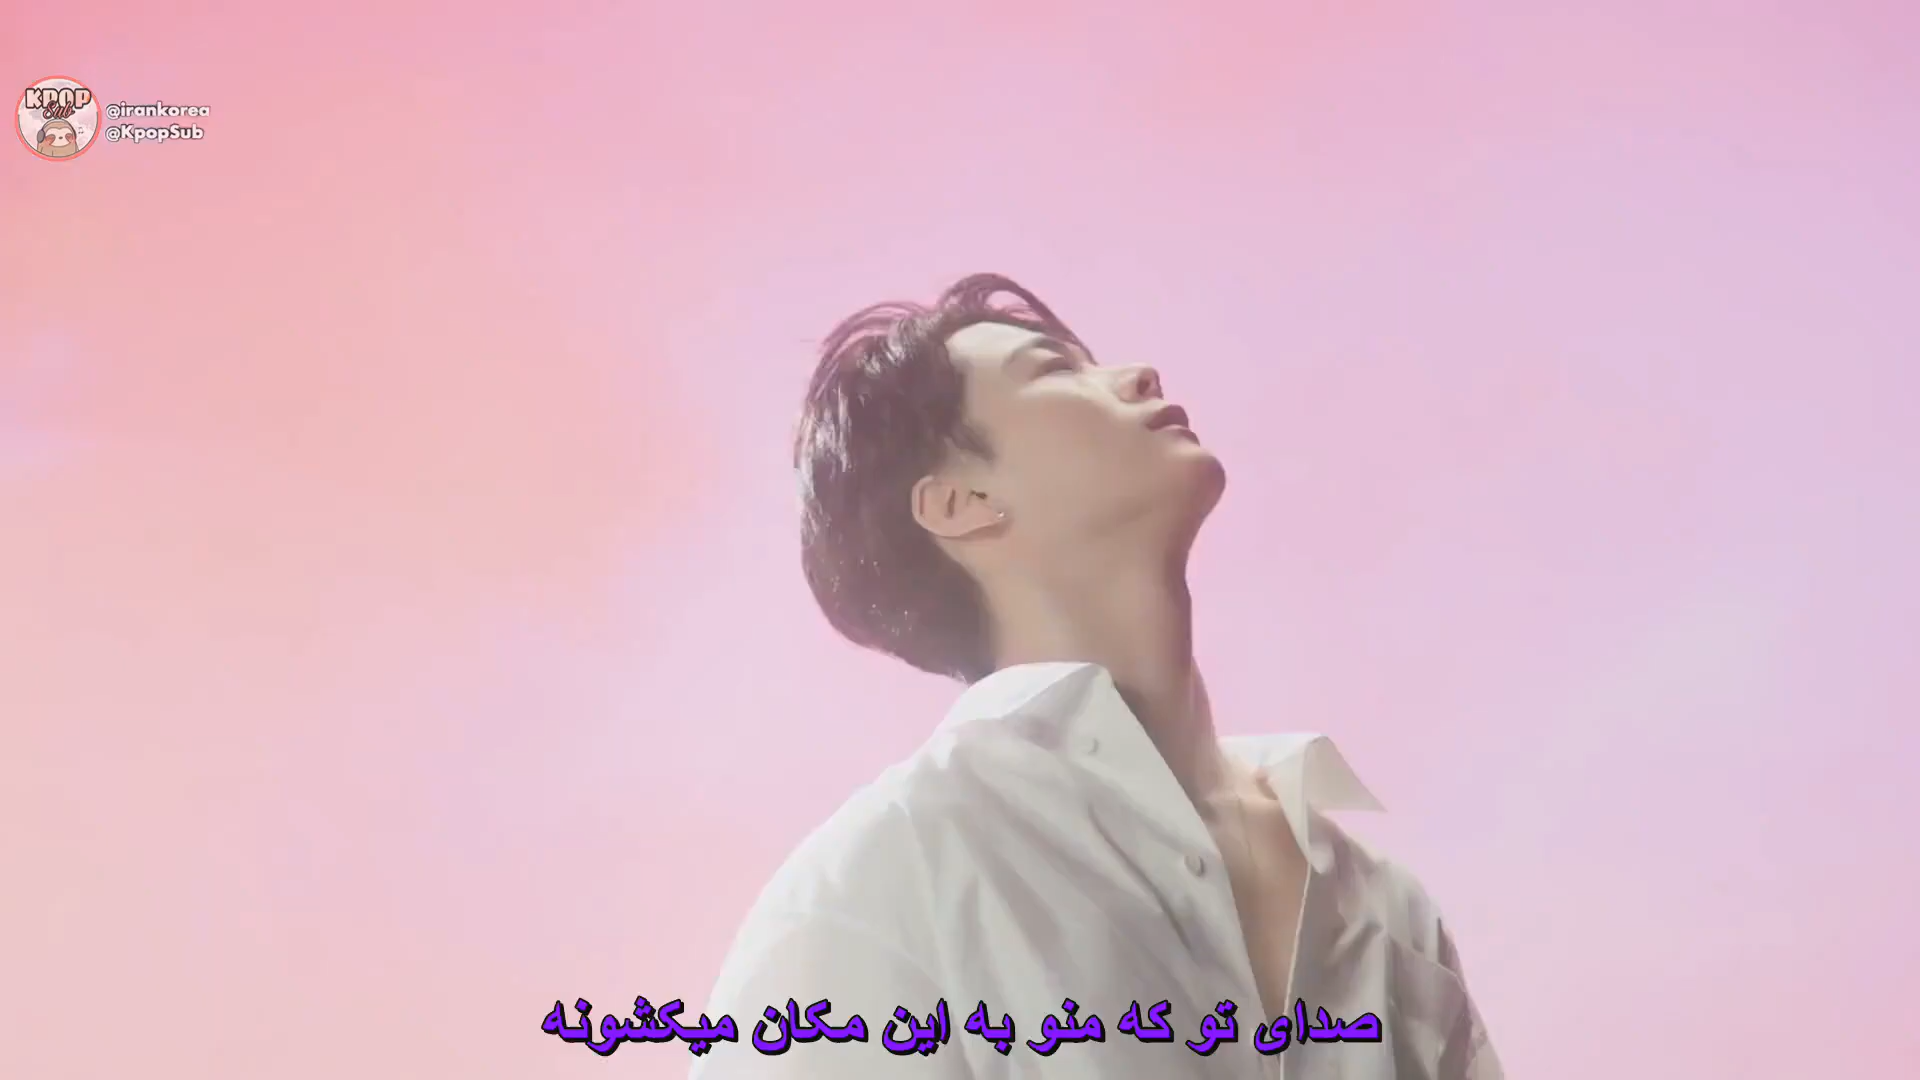 KPOP
Sub
@irankorea
@KpopSub
صدای تو که منو به این مکان میکشونه